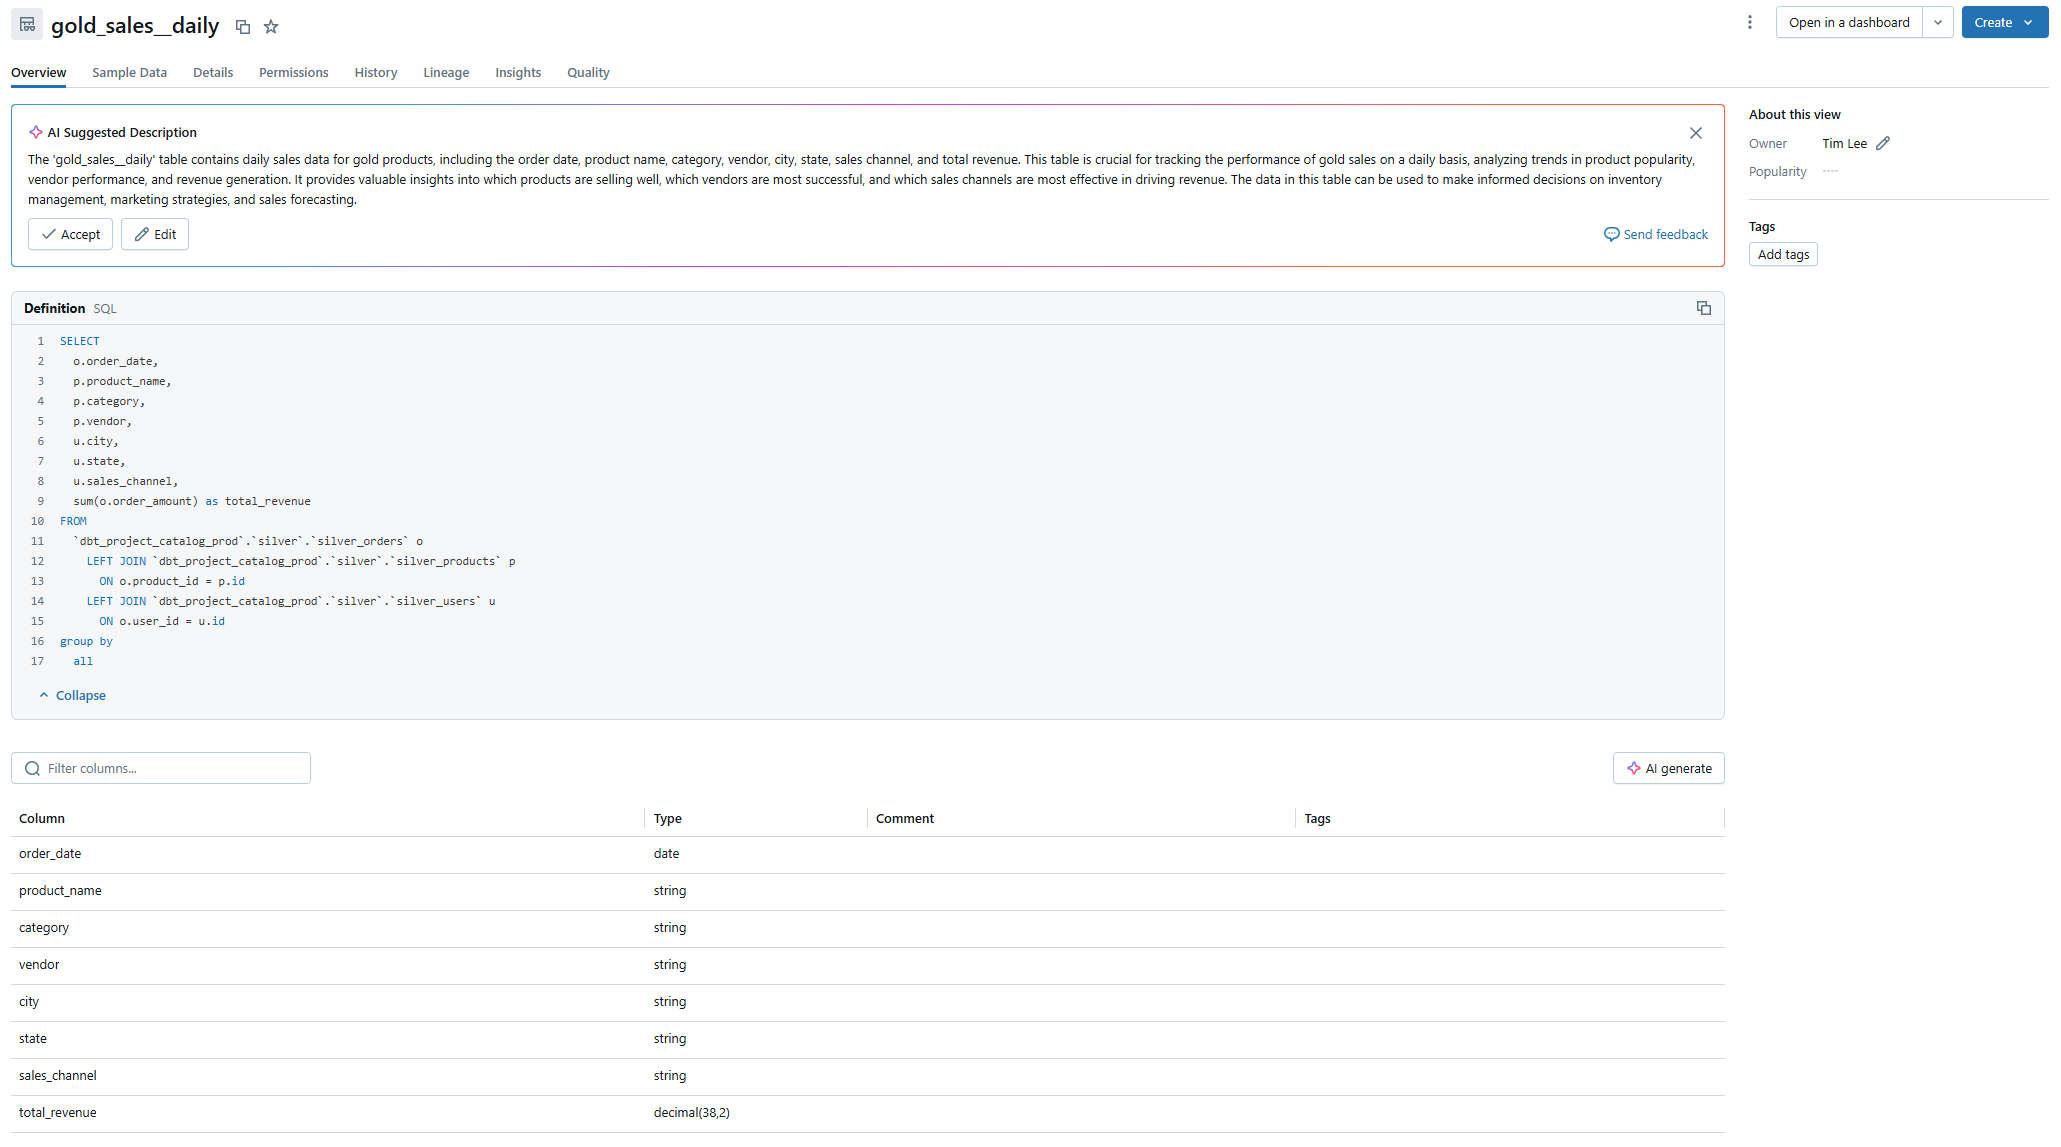 gold_sales__daily
Open in a dashboard
Create
Overview Sample Data Details Permissions History Lineage Insights Quality
AI Suggested Description
The 'gold_sales__daily' table contains daily sales data for gold products, including the order date, product name, category, vendor, city, state, sales channel, and total revenue. This table is crucial for tracking the performance of gold sales on a daily basis, analyzing trends in product popularity,
vendor performance, and revenue generation. It provides valuable insights into which products are selling well, which vendors are most successful, and which sales channels are most effective in driving revenue. The data in this table can be used to make informed decisions on inventory
management, marketing strategies, and sales forecasting.
Accept Edit Send feedback
About this view
Owner Tim Lee
Popularity ----
Tags
Add tags
Definition SQL
1 SELECT
2 o.order_date,
3 p.product_name,
4 p.category,
5 p.vendor,
6 u.city,
7 u.state,
8 u.sales_channel,
9 sum(o.order_amount) as total_revenue
10 FROM
11 `dbt_project_catalog_prod`.`silver`.`silver_orders` o
12 LEFT JOIN `dbt_project_catalog_prod`.`silver`.`silver_products` p
13 ON o.product_id = p.id
14 LEFT JOIN `dbt_project_catalog_prod`.`silver`.`silver_users` u
15 ON o.user_id = u.id
16 group by
17 all
Collapse
Filter columns... AI generate
Column Type Comment Tags
order_date date
product_name string
category string
vendor string
city string
state string
sales_channel string
total_revenue decimal(38,2)